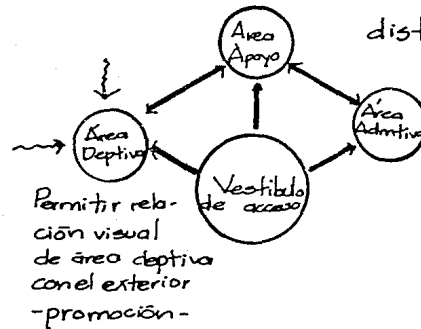 Área
Apoyo
dist
Área
Deptiva
Área
Admtiva
Vestíbulo
de acceso
Permitir rela-
ción visual
de área deptiva
con el exterior
-promoción-